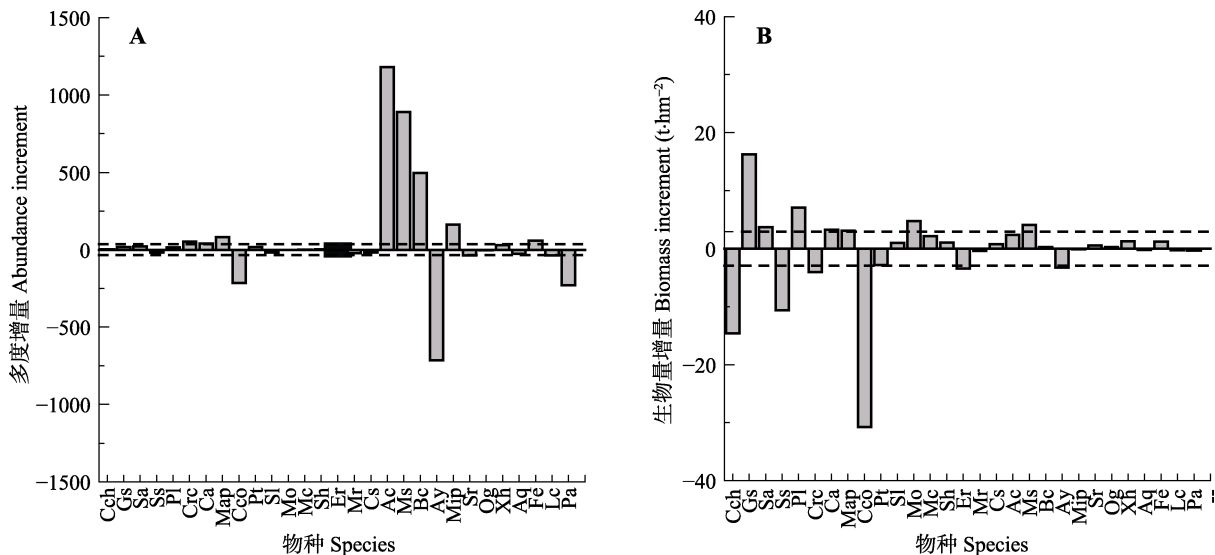 A
多度增量 Abundance increment
1500
1000
500
0
−500
−1000
−1500
Cch Gs Sa Ss Pl Crc Ca Map Cco Pt Sl Mo Mc Sh Er Mr Cs Ac Ms Bc Ay Mip Sr Og Xh Aq Fe Lc Pa
物种 Species
B
生物量增量 Biomass increment (t·hm⁻²)
40
20
0
−20
−40
Cch Gs Sa Ss Pl Crc Ca Map Cco Pt Sl Mo Mc Sh Er Mr Cs Ac Ms Bc Ay Mip Sr Og Xh Aq Fe Lc Pa
物种 Species